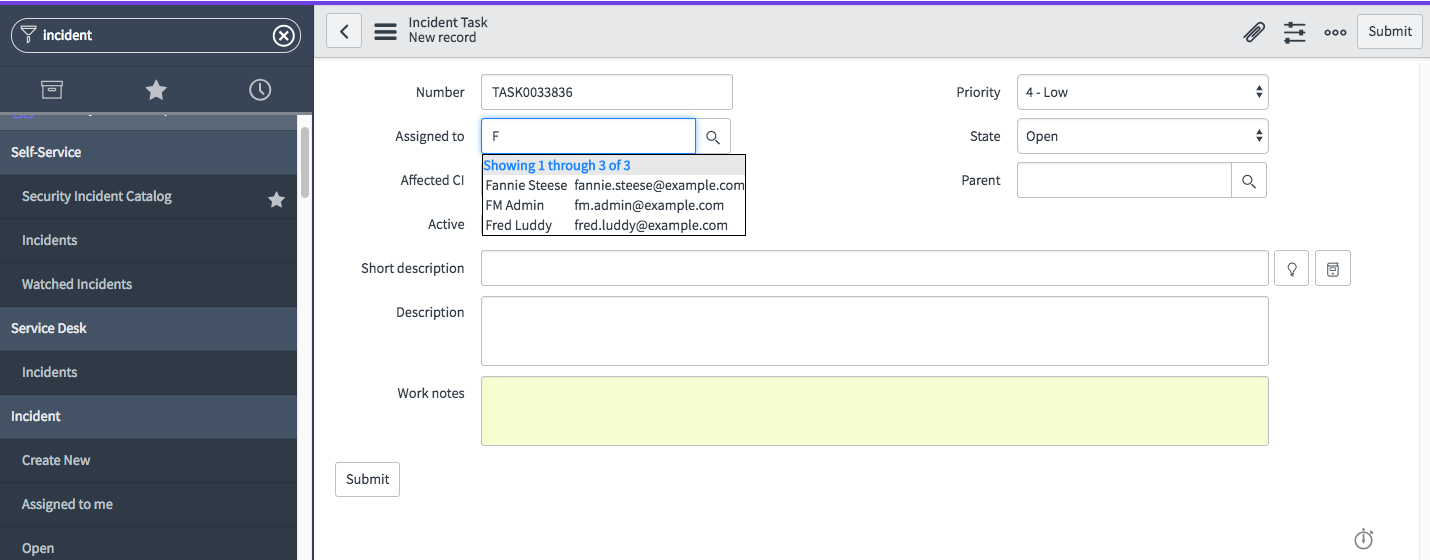 incident
Self-Service
Security Incident Catalog
Incidents
Watched Incidents
Service Desk
Incidents
Incident
Create New
Assigned to me
Open
Incident Task
New record
Submit
Number TASK0033836
Priority 4 - Low
Assigned to F
State Open
Showing 1 through 3 of 3
Fannie Steese fannie.steese@example.com
FM Admin fm.admin@example.com
Fred Luddy fred.luddy@example.com
Affected CI
Parent
Active
Short description
Description
Work notes
Submit